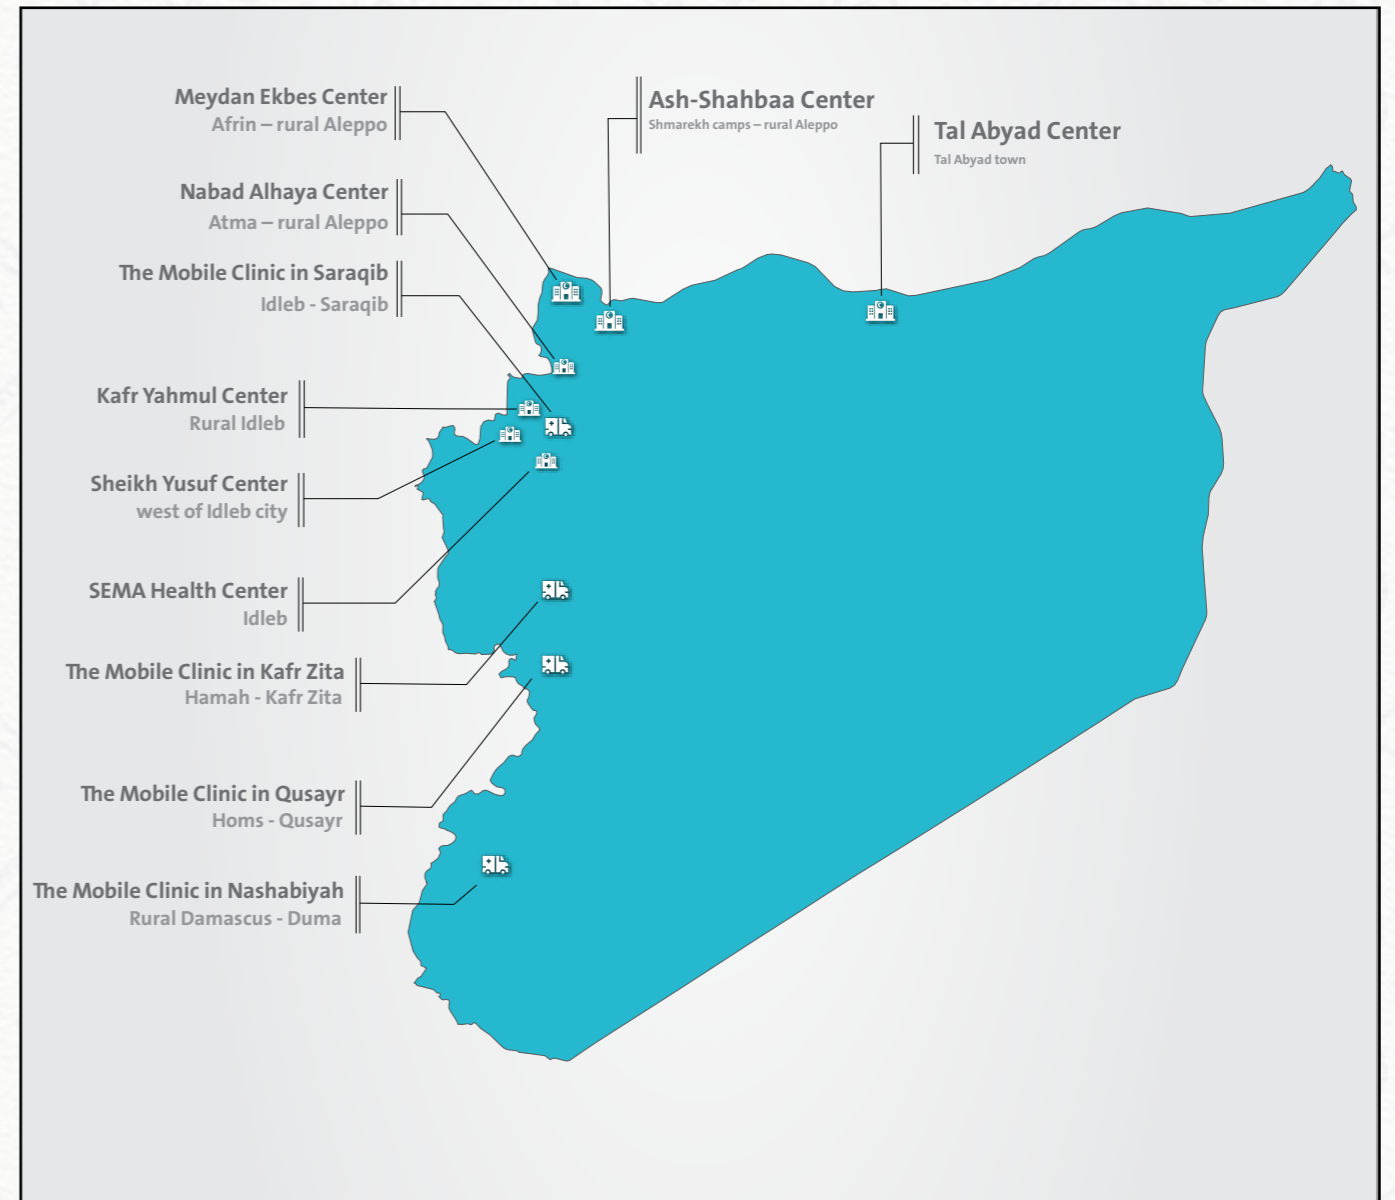 Meydan Ekbes Center
Afrin – rural Aleppo
Ash-Shahbaa Center
Shmarekh camps – rural Aleppo
Tal Abyad Center
Tal Abyad town
Nabad Alhaya Center
Atma – rural Aleppo
The Mobile Clinic in Saraqib
Idleb - Saraqib
Kafr Yahmul Center
Rural Idleb
Sheikh Yusuf Center
west of Idleb city
SEMA Health Center
Idleb
The Mobile Clinic in Kafr Zita
Hamah - Kafr Zita
The Mobile Clinic in Qusayr
Homs - Qusayr
The Mobile Clinic in Nashabiyah
Rural Damascus - Duma